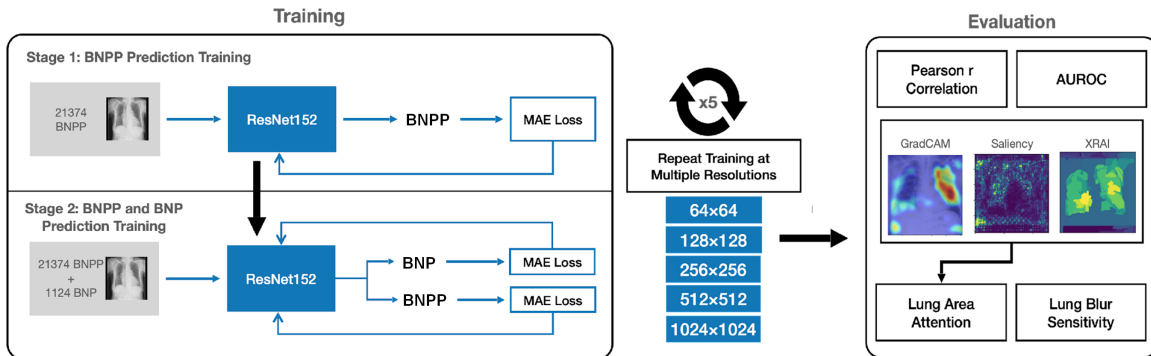 Training
Stage 1: BNPP Prediction Training
21374
BNPP
ResNet152
BNPP
MAE Loss
Stage 2: BNPP and BNP
Prediction Training
21374 BNPP
+
1124 BNP
ResNet152
BNP
MAE Loss
BNPP
MAE Loss
x5
Repeat Training at
Multiple Resolutions
64×64
128×128
256×256
512×512
1024×1024
Evaluation
Pearson r
Correlation
AUROC
GradCAM
Saliency
XRAI
Lung Area
Attention
Lung Blur
Sensitivity